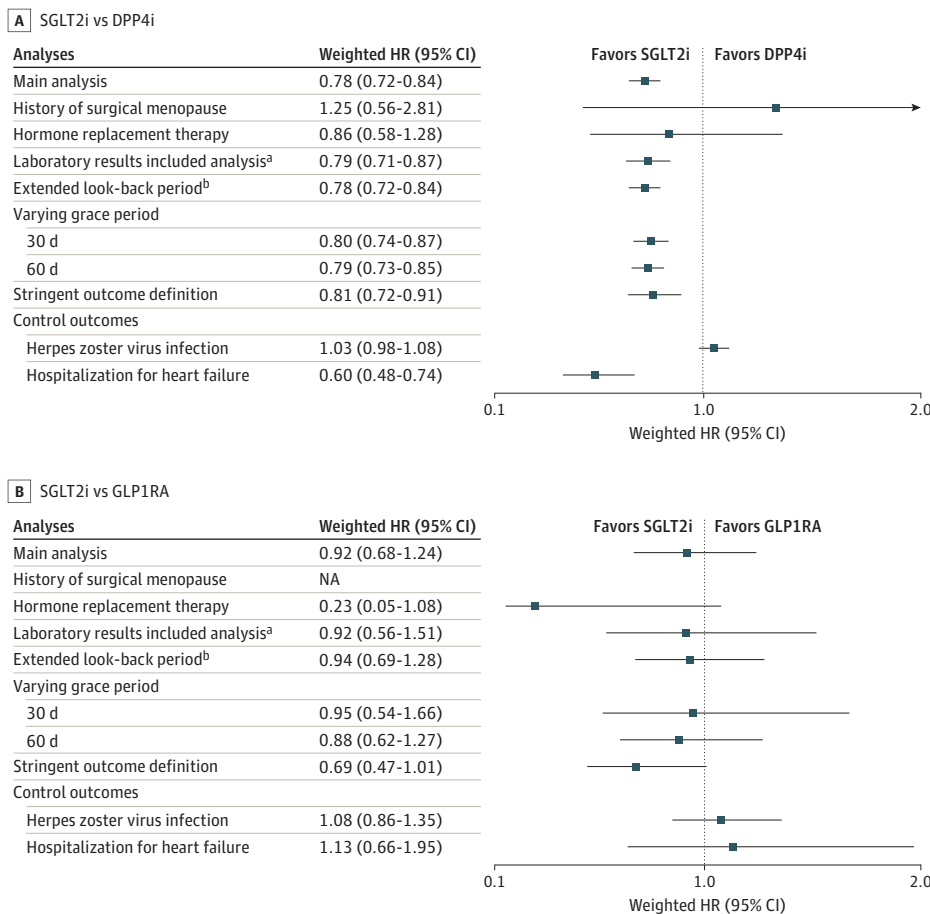 A SGLT2i vs DPP4i
Analyses Weighted HR (95% CI) Favors SGLT2i Favors DPP4i
Main analysis 0.78 (0.72-0.84)
History of surgical menopause 1.25 (0.56-2.81)
Hormone replacement therapy 0.86 (0.58-1.28)
Laboratory results included analysisa 0.79 (0.71-0.87)
Extended look-back periodb 0.78 (0.72-0.84)
Varying grace period
30 d 0.80 (0.74-0.87)
60 d 0.79 (0.73-0.85)
Stringent outcome definition 0.81 (0.72-0.91)
Control outcomes
Herpes zoster virus infection 1.03 (0.98-1.08)
Hospitalization for heart failure 0.60 (0.48-0.74)
0.1 1.0 2.0
Weighted HR (95% CI)
B SGLT2i vs GLP1RA
Analyses Weighted HR (95% CI) Favors SGLT2i Favors GLP1RA
Main analysis 0.92 (0.68-1.24)
History of surgical menopause NA
Hormone replacement therapy 0.23 (0.05-1.08)
Laboratory results included analysisa 0.92 (0.56-1.51)
Extended look-back periodb 0.94 (0.69-1.28)
Varying grace period
30 d 0.95 (0.54-1.66)
60 d 0.88 (0.62-1.27)
Stringent outcome definition 0.69 (0.47-1.01)
Control outcomes
Herpes zoster virus infection 1.08 (0.86-1.35)
Hospitalization for heart failure 1.13 (0.66-1.95)
0.1 1.0 2.0
Weighted HR (95% CI)